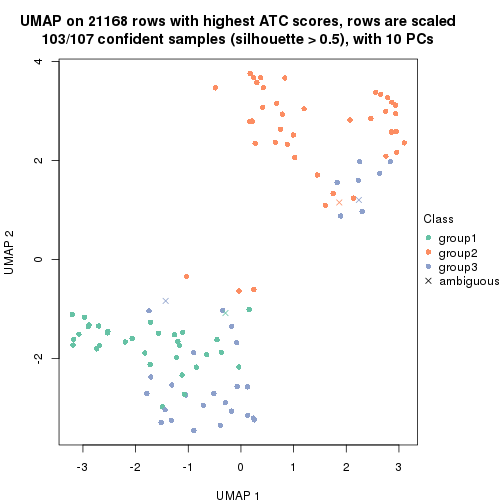 UMAP on 21168 rows with highest ATC scores, rows are scaled
103/107 confident samples (silhouette > 0.5), with 10 PCs
4
2
0
-2
UMAP 2
-3
-2
-1
0
1
2
3
UMAP 1
Class
group1
group2
group3
ambiguous